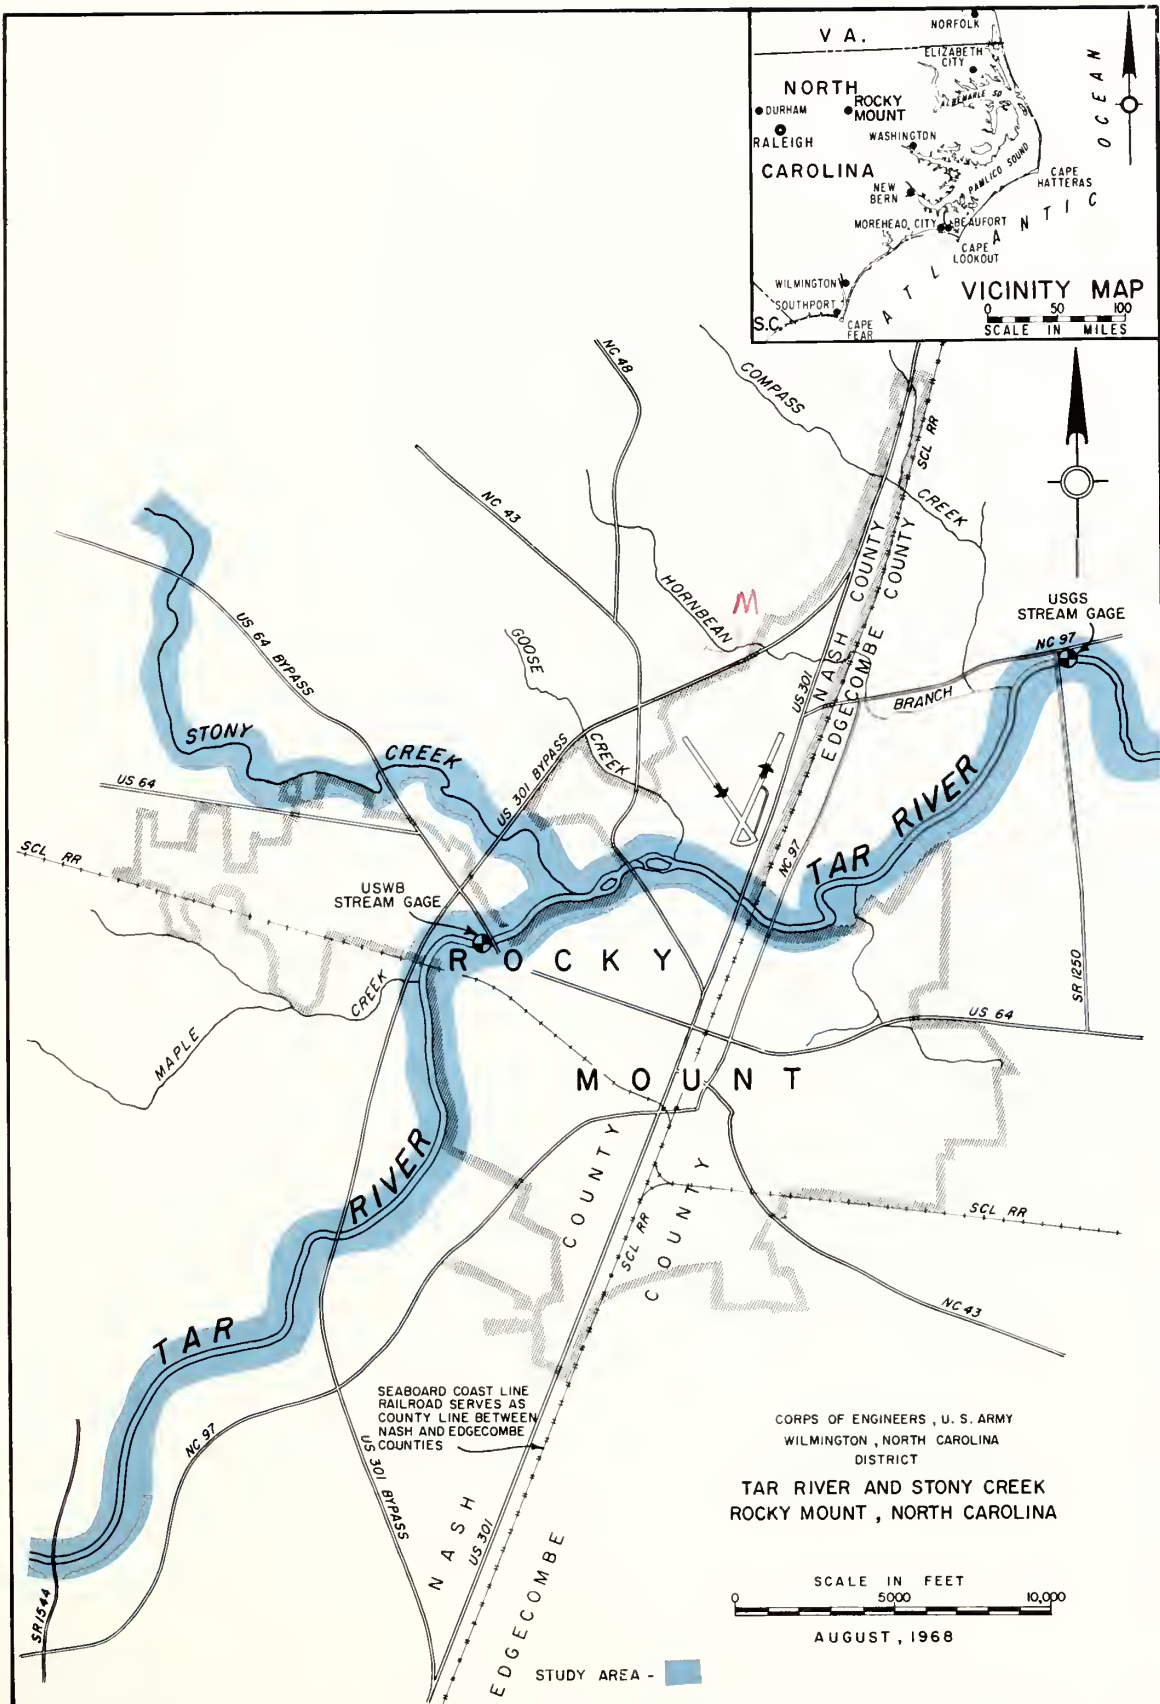 NORFOLK
V A.
ELIZABETH
CITY
ALBEMARLE SD
NORTH
DURHAM
ROCKY
MOUNT
RALEIGH
WASHINGTON
CAROLINA
PAMLICO SOUND
CAPE
HATTERAS
NEW
BERN
MOREHEAD CITY
BEAUFORT
CAPE
LOOKOUT
ATLANTIC
OCEAN
WILMINGTON
SOUTHPORT
S.C.
CAPE
FEAR
VICINITY MAP
0 50 100
SCALE IN MILES
NC 48
COMPASS
CREEK
SCL RR
NC 43
HORNBEAN
M
NASH COUNTY
EDGECOMBE COUNTY
USGS
STREAM GAGE
NC 97
BRANCH
US 301
GOOSE
CREEK
US 64 BYPASS
STONY
CREEK
US 301 BYPASS
US 64
SCL RR
USWB
STREAM GAGE
NC 97
TAR RIVER
SR 1250
ROCKY
MAPLE
CREEK
US 64
MOUNT
RIVER
COUNTY
COUNTY
SCL RR
SCL RR
TAR
NC 43
SEABOARD COAST LINE
RAILROAD SERVES AS
COUNTY LINE BETWEEN
NASH AND EDGECOMBE
COUNTIES
NC 97
US 301 BYPASS
NASH
US 301
EDGECOMBE
SR 1544
CORPS OF ENGINEERS , U. S. ARMY
WILMINGTON , NORTH CAROLINA
DISTRICT
TAR RIVER AND STONY CREEK
ROCKY MOUNT , NORTH CAROLINA
SCALE IN FEET
0 5000 10,000
AUGUST , 1968
STUDY AREA -